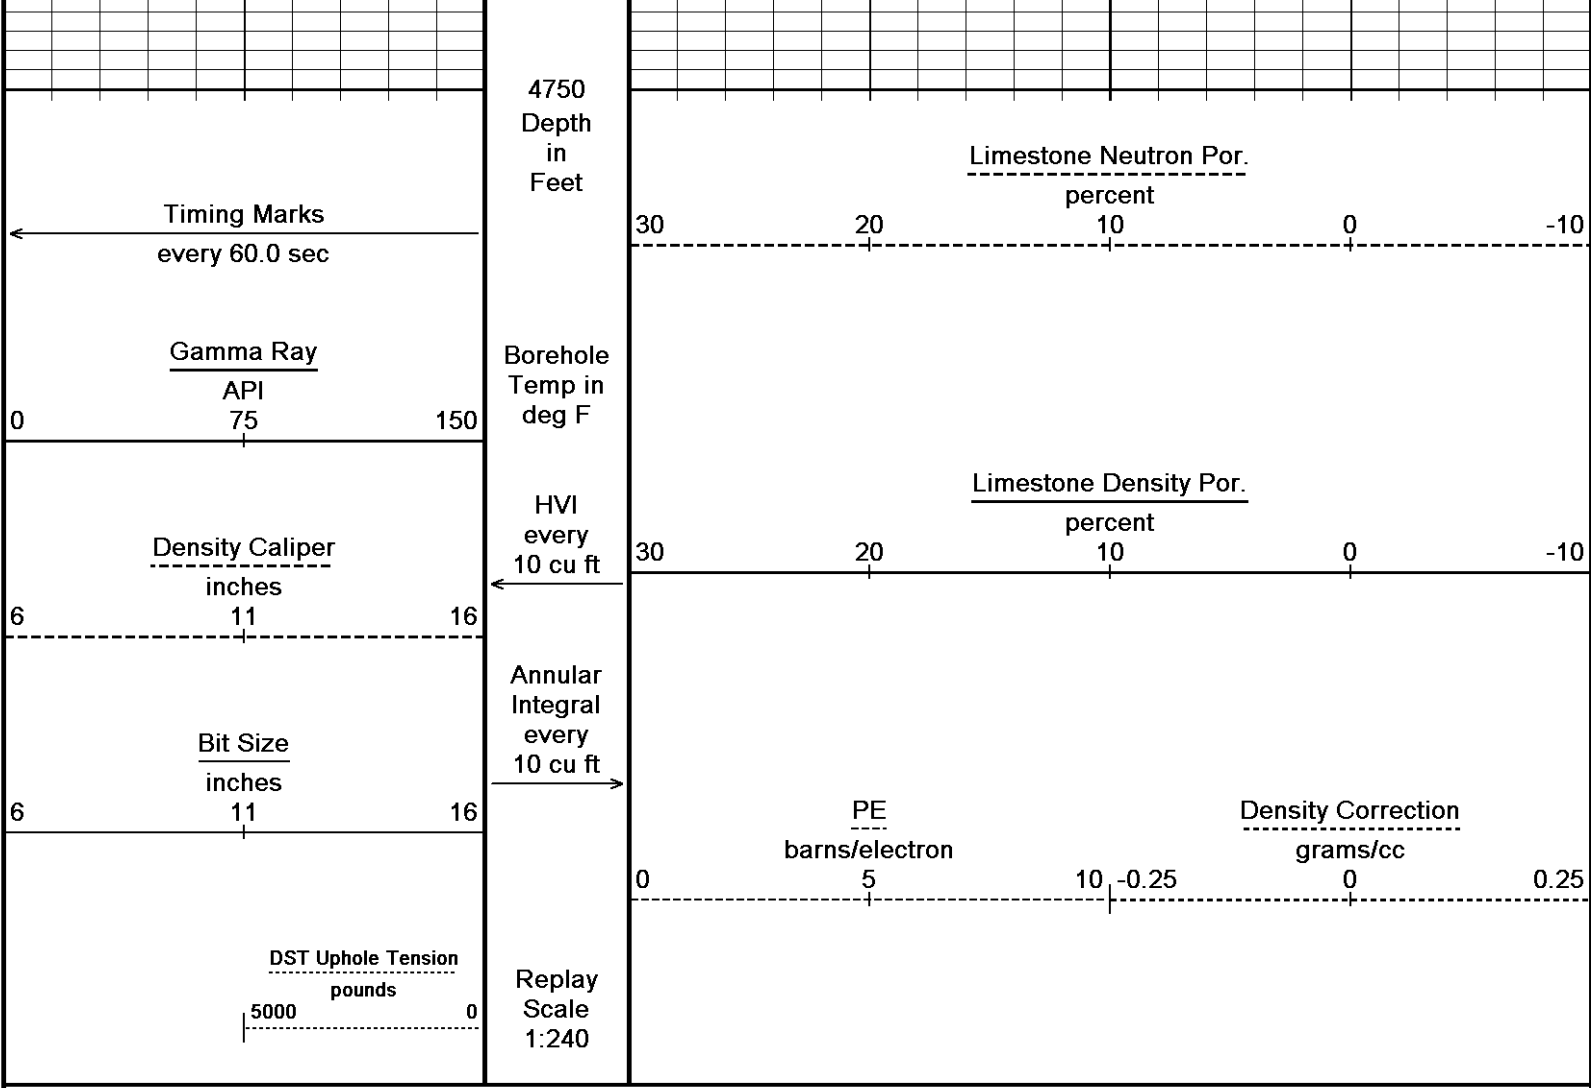 Timing Marks
every 60.0 sec
Gamma Ray
API
0 75 150
Density Caliper
inches
6 11 16
Bit Size
inches
6 11 16
DST Uphole Tension
pounds
5000 0
4750
Depth
in
Feet
Borehole
Temp in
deg F
HVI
every
10 cu ft
Annular
Integral
every
10 cu ft
Replay
Scale
1:240
Limestone Neutron Por.
percent
30 20 10 0 -10
Limestone Density Por.
percent
30 20 10 0 -10
PE
barns/electron
0 5 10
Density Correction
grams/cc
-0.25 0 0.25